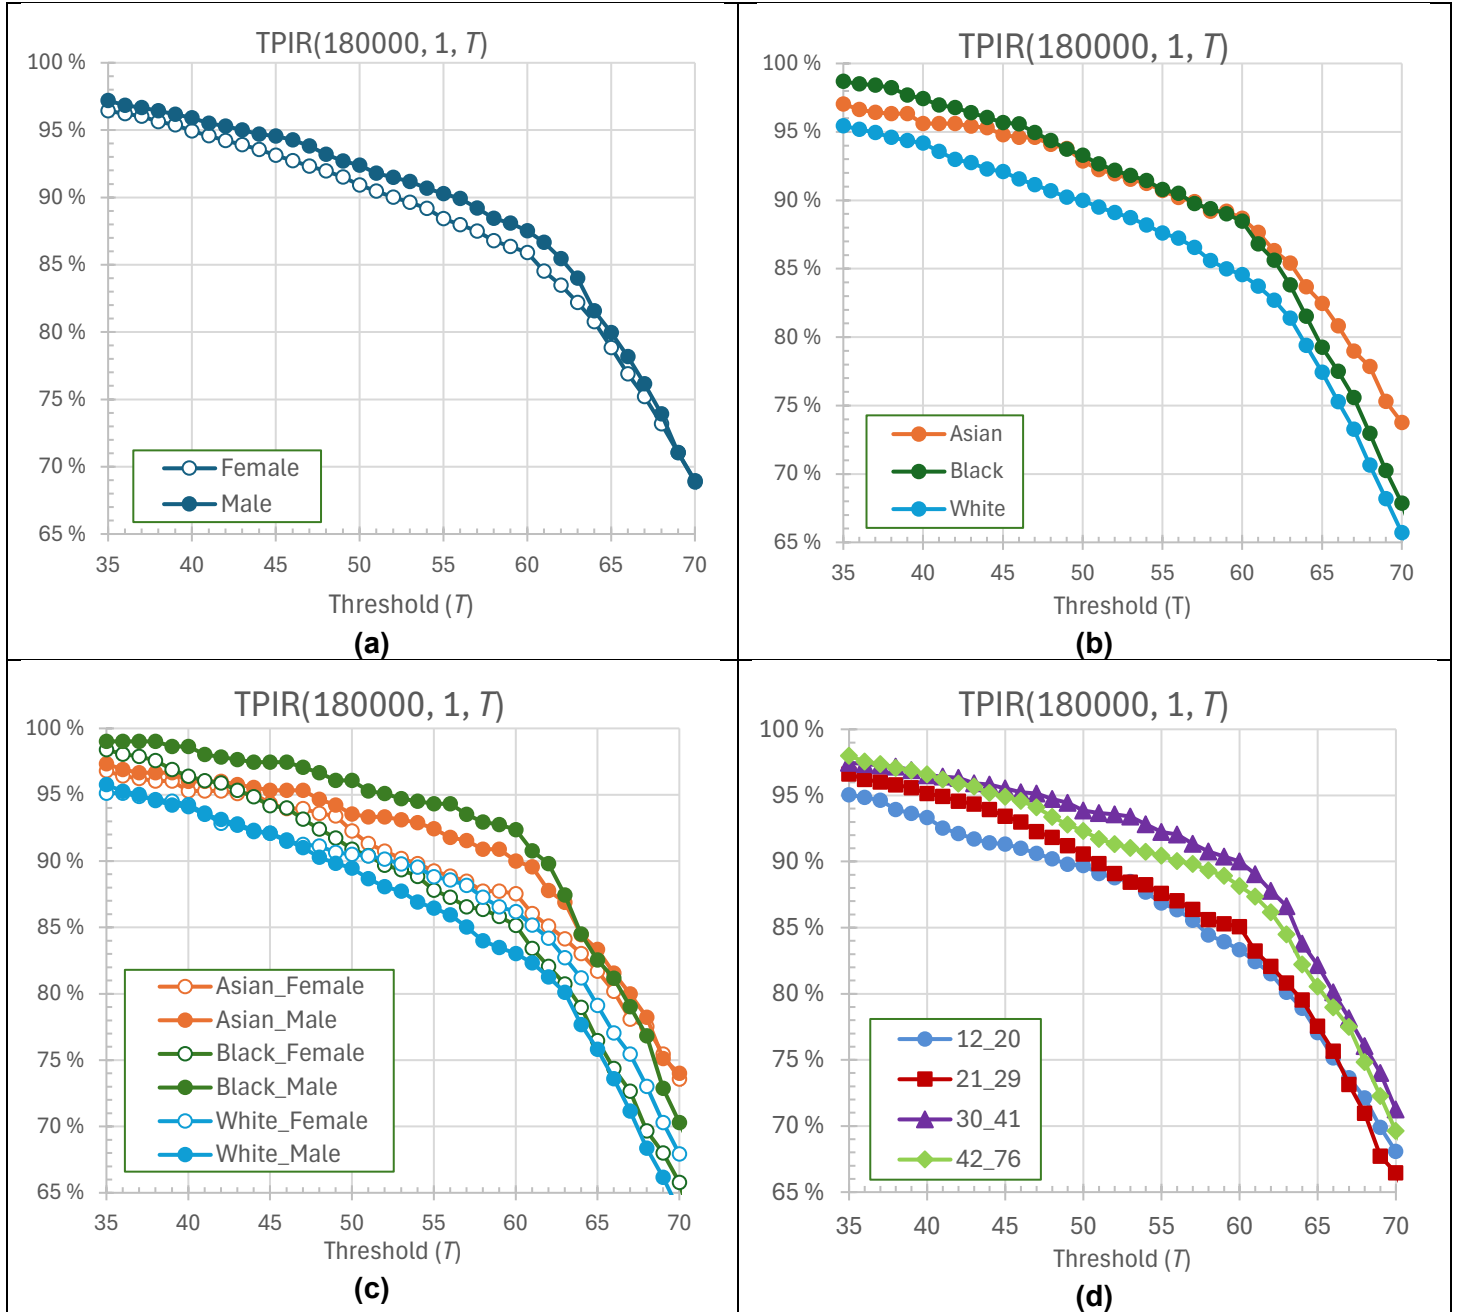 TPIR(180000, 1, T)
100 %
95 %
90 %
85 %
80 %
75 %
70 %
65 %
Female
Male
35 40 45 50 55 60 65 70
Threshold (T)
(a)
TPIR(180000, 1, T)
100 %
95 %
90 %
85 %
80 %
75 %
70 %
65 %
Asian
Black
White
35 40 45 50 55 60 65 70
Threshold (T)
(b)
TPIR(180000, 1, T)
100 %
95 %
90 %
85 %
80 %
75 %
70 %
65 %
Asian_Female
Asian_Male
Black_Female
Black_Male
White_Female
White_Male
35 40 45 50 55 60 65 70
Threshold (T)
(c)
TPIR(180000, 1, T)
100 %
95 %
90 %
85 %
80 %
75 %
70 %
65 %
12_20
21_29
30_41
42_76
35 40 45 50 55 60 65 70
Threshold (T)
(d)